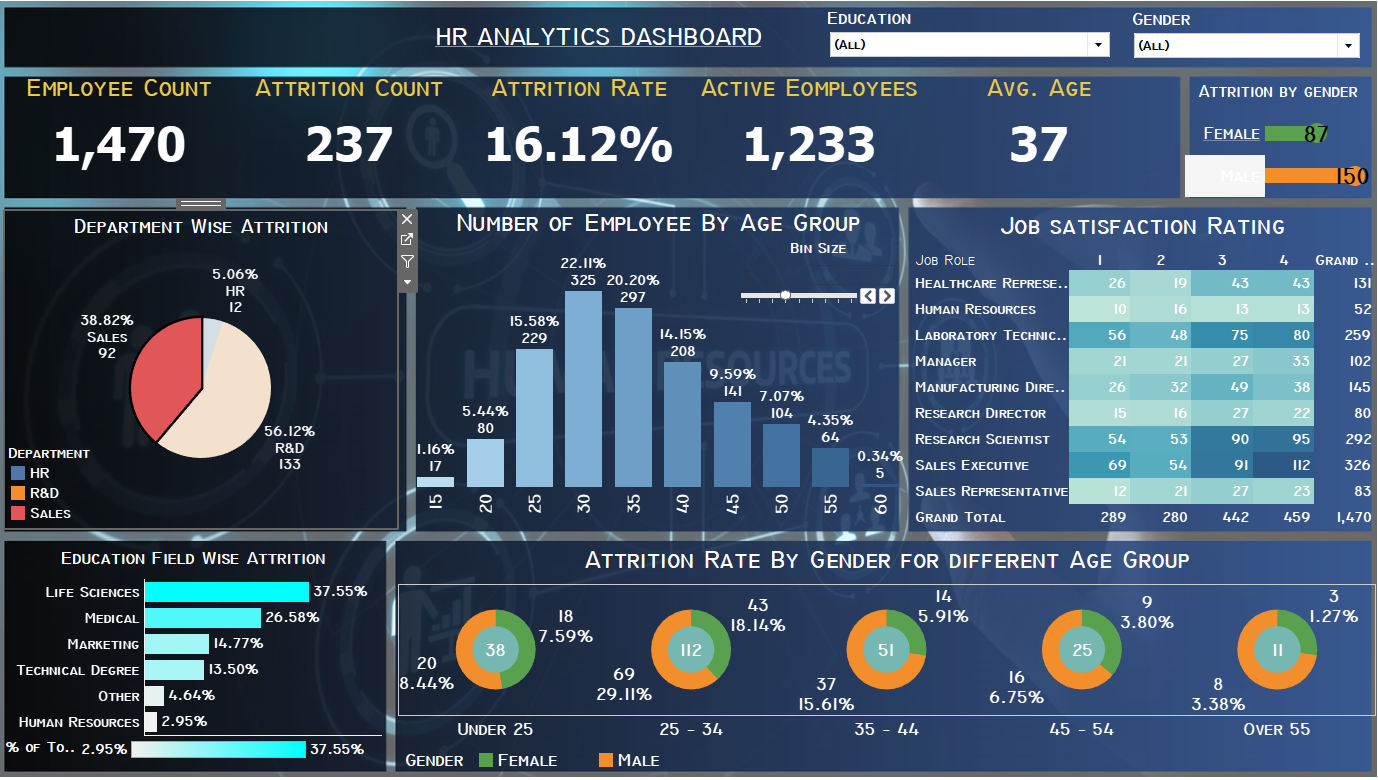 HR ANALYTICS DASHBOARD
EDUCATION
(ALL)
GENDER
(ALL)
EMPLOYEE COUNT
1,470
ATTRITION COUNT
237
ATTRITION RATE
16.12%
ACTIVE EOMPLOYEES
1,233
AVG. AGE
37
ATTRITION BY GENDER
FEMALE 87
MALE 150
DEPARTMENT WISE ATTRITION
5.06%
HR
12
38.82%
SALES
92
56.12%
R&D
133
DEPARTMENT
HR
R&D
SALES
NUMBER OF EMPLOYEE BY AGE GROUP
BIN SIZE
1.16%
17
5.44%
80
15.58%
229
22.11%
325
20.20%
297
14.15%
208
9.59%
141
7.07%
104
4.35%
64
0.34%
5
15 20 25 30 35 40 45 50 55 60
JOB SATISFACTION RATING
JOB ROLE 1 2 3 4 GRAND ..
HEALTHCARE REPRESE.. 26 19 43 43 131
HUMAN RESOURCES 10 16 13 13 52
LABORATORY TECHNIC.. 56 48 75 80 259
MANAGER 21 21 27 33 102
MANUFACTURING DIRE.. 26 32 49 38 145
RESEARCH DIRECTOR 15 16 27 22 80
RESEARCH SCIENTIST 54 53 90 95 292
SALES EXECUTIVE 69 54 91 112 326
SALES REPRESENTATIVE 12 21 27 23 83
GRAND TOTAL 289 280 442 459 1,470
EDUCATION FIELD WISE ATTRITION
LIFE SCIENCES 37.55%
MEDICAL 26.58%
MARKETING 14.77%
TECHNICAL DEGREE 13.50%
OTHER 4.64%
HUMAN RESOURCES 2.95%
% OF TO.. 2.95% 37.55%
ATTRITION RATE BY GENDER FOR DIFFERENT AGE GROUP
18
7.59%
38
20
8.44%
43
18.14%
112
69
29.11%
14
5.91%
51
37
15.61%
9
3.80%
25
16
6.75%
3
1.27%
11
8
3.38%
UNDER 25 25 - 34 35 - 44 45 - 54 OVER 55
GENDER FEMALE MALE